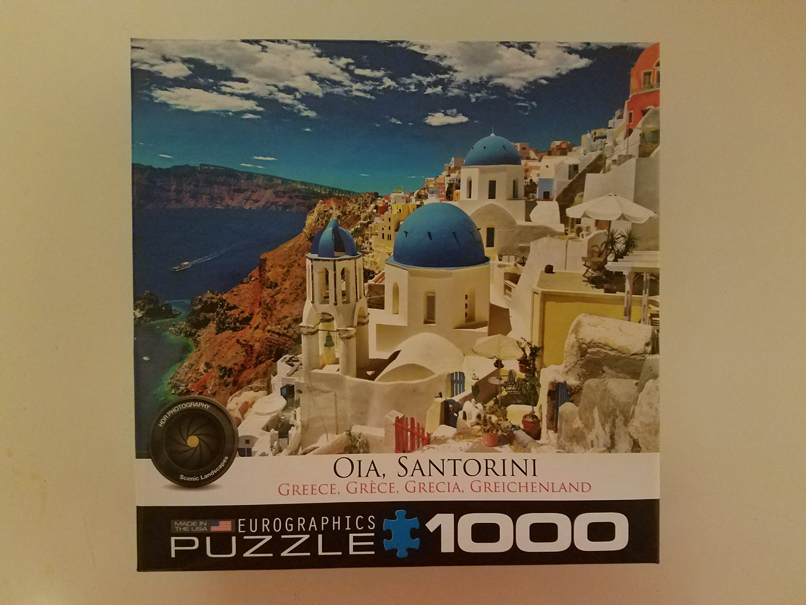 HDR PHOTOGRAPHY
Scenic Landscapes
OIA, SANTORINI
GREECE, GRÈCE, GRECIA, GREICHENLAND
MADE IN
THE USA
EUROGRAPHICS
PUZZLE 1000